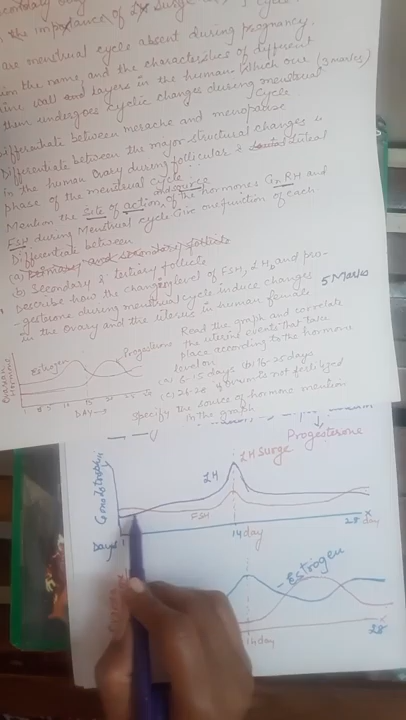 the importance of LH surge
are menstrual cycle absent during pregnancy.
the name, and the characterstics of different
wall and layers in the human. Which one (3 marks)
them undergoes cyclic changes during menstrual
cycle
Differentiate between menache and menopause
Differentiate between the major structural changes
in the human ovary during follicular & luteal
phase of the menstual cycle.
Mention the site of action and source of the hormones GnRH and
FSH during Menstrual cycle. Give one function of each.
Differentiate between
(a) Primary and secondary follicle
(b) Secondary & tertiary follicle
Describe how the changing level of FSH, LH, and pro-
-gesterone during menstrual cycle induce changes 5 Marks
in the ovary and the uterus in human female
Read the graph and correlate
the uterine events that take
place according to the hormone
level on
(a) 6-15 days (b) 16-25 days
(c) 26-28 if ovum is not fertilized
Specify the source of hormone mention
in the graph
Estrogen
Progesterone
DAY →
Progesterone
Gonadotrophin
LH
LH Surge
FSH
Days 1
14 day
28 day
Estrogen
14 day
28